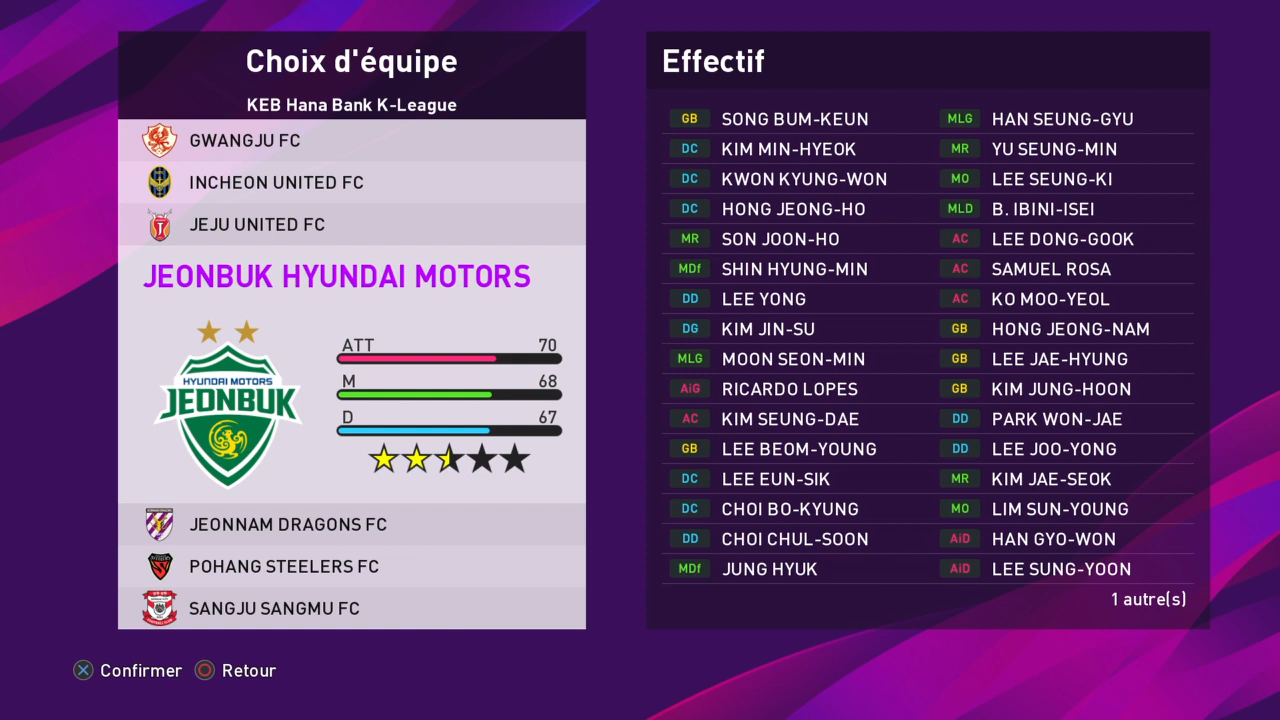 Choix d'équipe
KEB Hana Bank K-League
GWANGJU FC
INCHEON UNITED FC
JEJU UNITED FC
JEONBUK HYUNDAI MOTORS
HYUNDAI MOTORS
JEONBUK
ATT 70
M 68
D 67
JEONNAM DRAGONS FC
POHANG STEELERS FC
SANGJU SANGMU FC
Effectif
GB SONG BUM-KEUN
DC KIM MIN-HYEOK
DC KWON KYUNG-WON
DC HONG JEONG-HO
MR SON JOON-HO
MDf SHIN HYUNG-MIN
DD LEE YONG
DG KIM JIN-SU
MLG MOON SEON-MIN
AiG RICARDO LOPES
AC KIM SEUNG-DAE
GB LEE BEOM-YOUNG
DC LEE EUN-SIK
DC CHOI BO-KYUNG
DD CHOI CHUL-SOON
MDf JUNG HYUK
MLG HAN SEUNG-GYU
MR YU SEUNG-MIN
MO LEE SEUNG-KI
MLD B. IBINI-ISEI
AC LEE DONG-GOOK
AC SAMUEL ROSA
AC KO MOO-YEOL
GB HONG JEONG-NAM
GB LEE JAE-HYUNG
GB KIM JUNG-HOON
DD PARK WON-JAE
DD LEE JOO-YONG
MR KIM JAE-SEOK
MO LIM SUN-YOUNG
AiD HAN GYO-WON
AiD LEE SUNG-YOON
1 autre(s)
Confirmer Retour